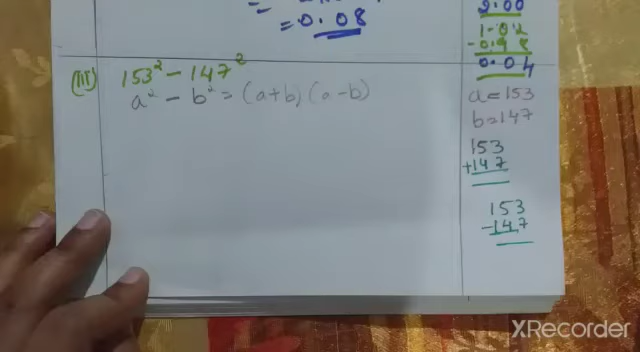 = 0.08
(III) 153² - 147²
a² - b² = (a+b) (a-b)
2.00
1.02
-0.98
0.04
a = 153
b = 147
153
+147
153
-147
XRecorder